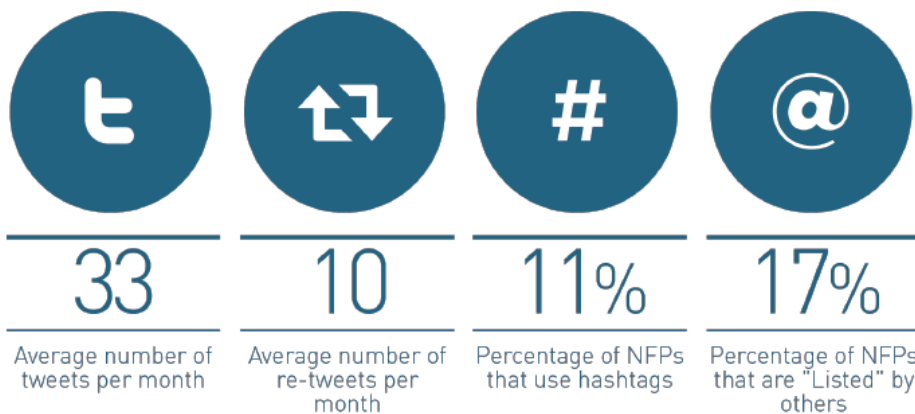 t
#
@
33
Average number of
tweets per month
10
Average number of
re-tweets per
month
11%
Percentage of NFPs
that use hashtags
17%
Percentage of NFPs
that are "Listed" by
others